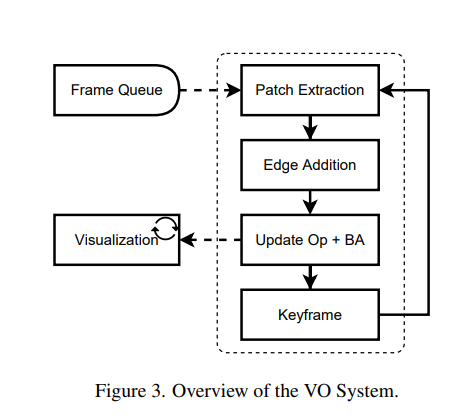 Frame Queue
Patch Extraction
Edge Addition
Visualization
Update Op + BA
Keyframe
Figure 3. Overview of the VO System.